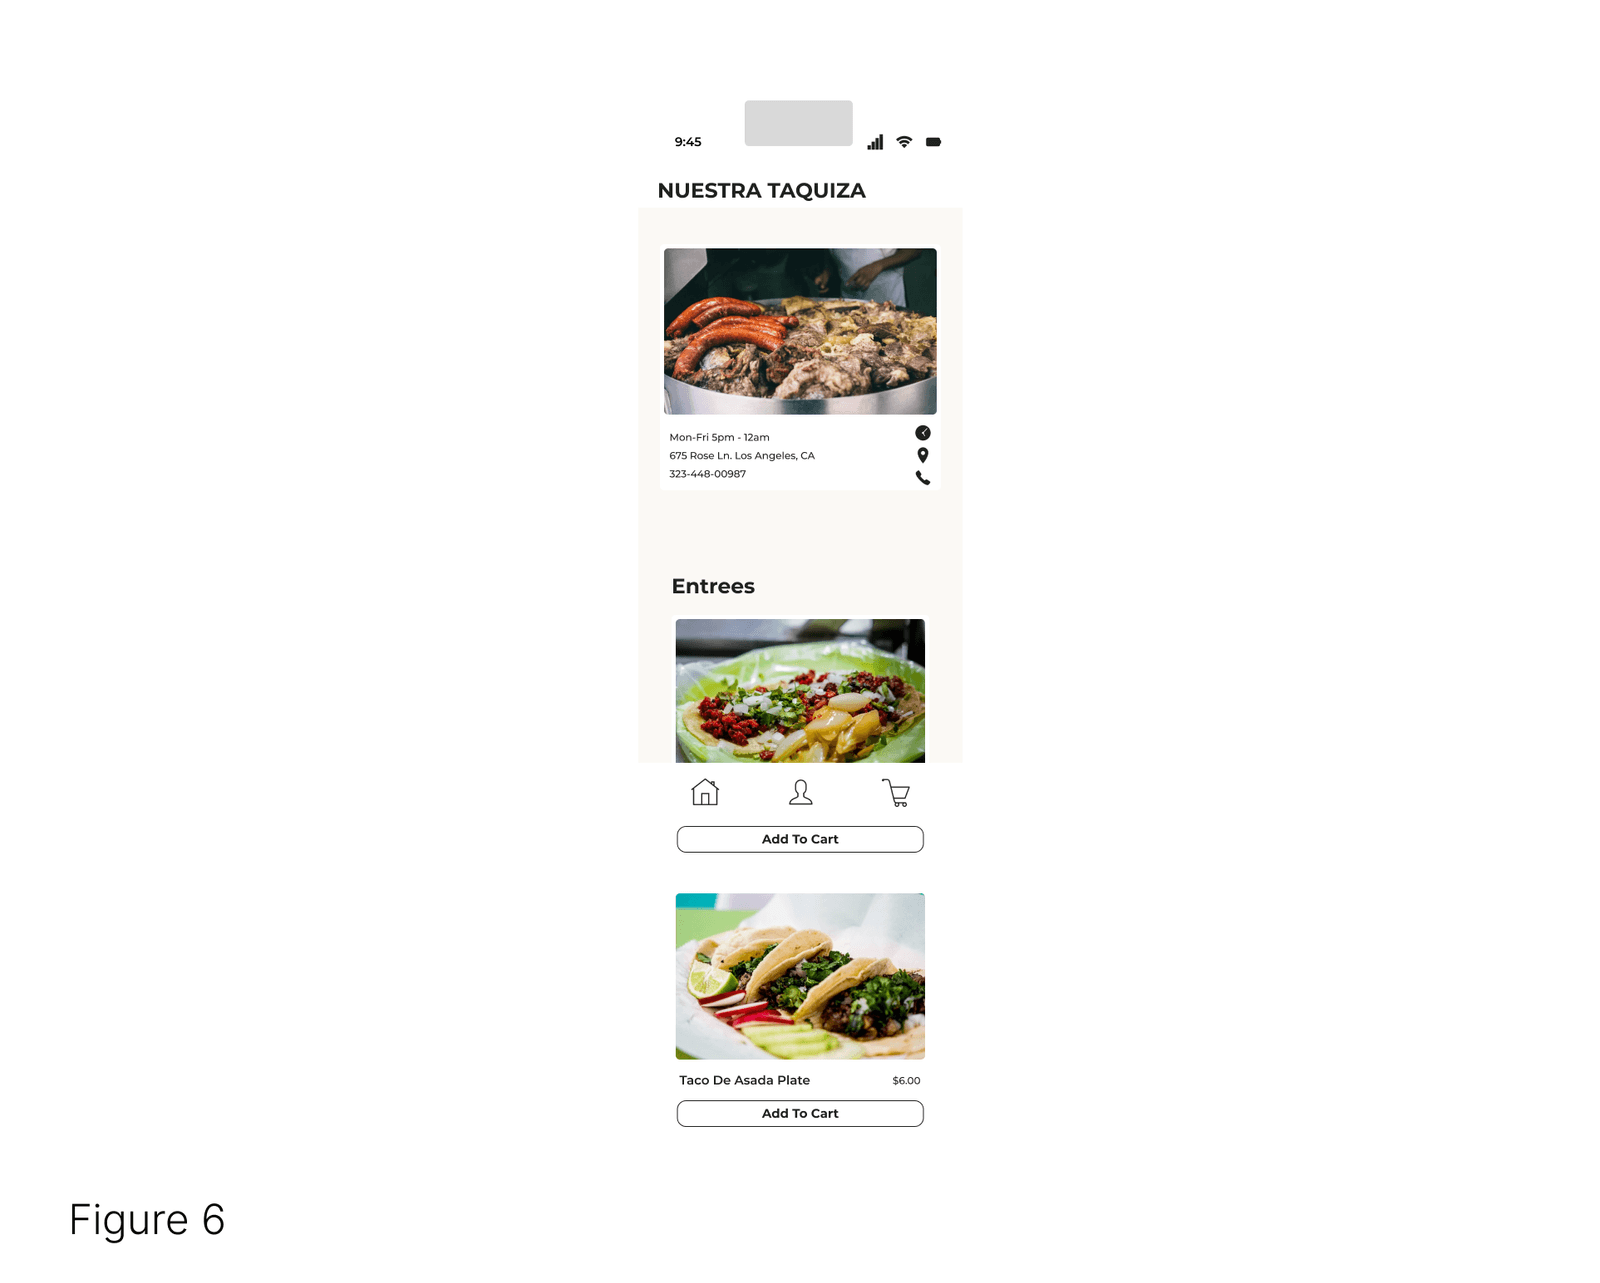 9:45
NUESTRA TAQUIZA
Mon-Fri 5pm - 12am
675 Rose Ln. Los Angeles, CA
323-448-00987
Entrees
Add To Cart
Taco De Asada Plate $6.00
Add To Cart
Figure 6